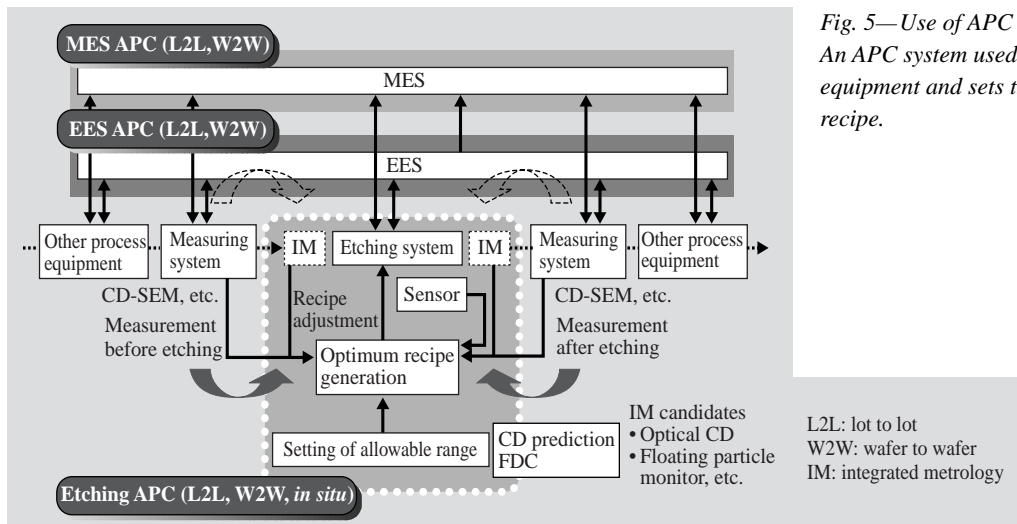 MES APC (L2L,W2W)
MES
EES APC (L2L,W2W)
EES
Other process
equipment
Measuring
system
IM
Etching system
IM
Measuring
system
Other process
equipment
CD-SEM, etc.
Measurement
before etching
Recipe
adjustment
Sensor
CD-SEM, etc.
Measurement
after etching
Optimum recipe
generation
Setting of allowable range
CD prediction
FDC
IM candidates
• Optical CD
• Floating particle
monitor, etc.
L2L: lot to lot
W2W: wafer to wafer
IM: integrated metrology
Etching APC (L2L, W2W, in situ)
Fig. 5—Use of APC
An APC system used
equipment and sets t
recipe.